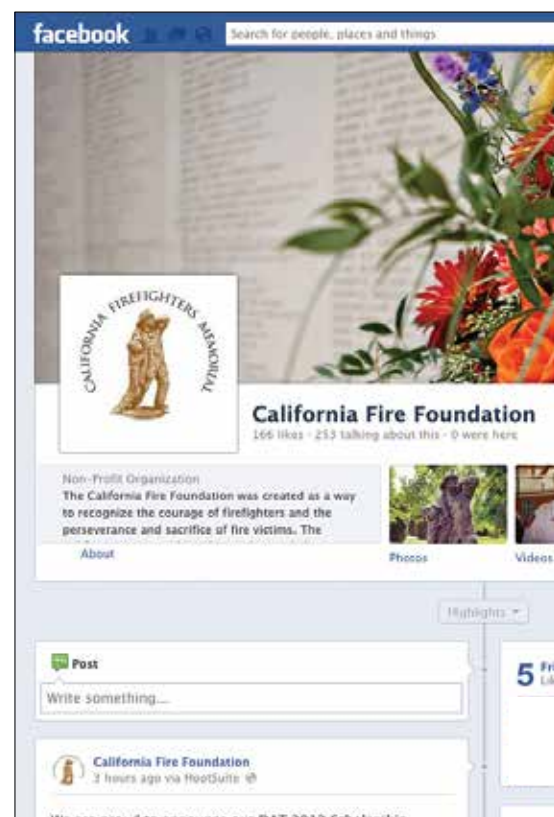 facebook
Search for people, places and things
CALIFORNIA FIREFIGHTERS MEMORIAL
California Fire Foundation
166 likes · 253 talking about this · 0 were here
Non-Profit Organization
The California Fire Foundation was created as a way
to recognize the courage of firefighters and the
perseverance and sacrifice of fire victims. The
About
Photos
Videos
Highlights
Post
Write something...
5
California Fire Foundation
3 hours ago via HootSuite